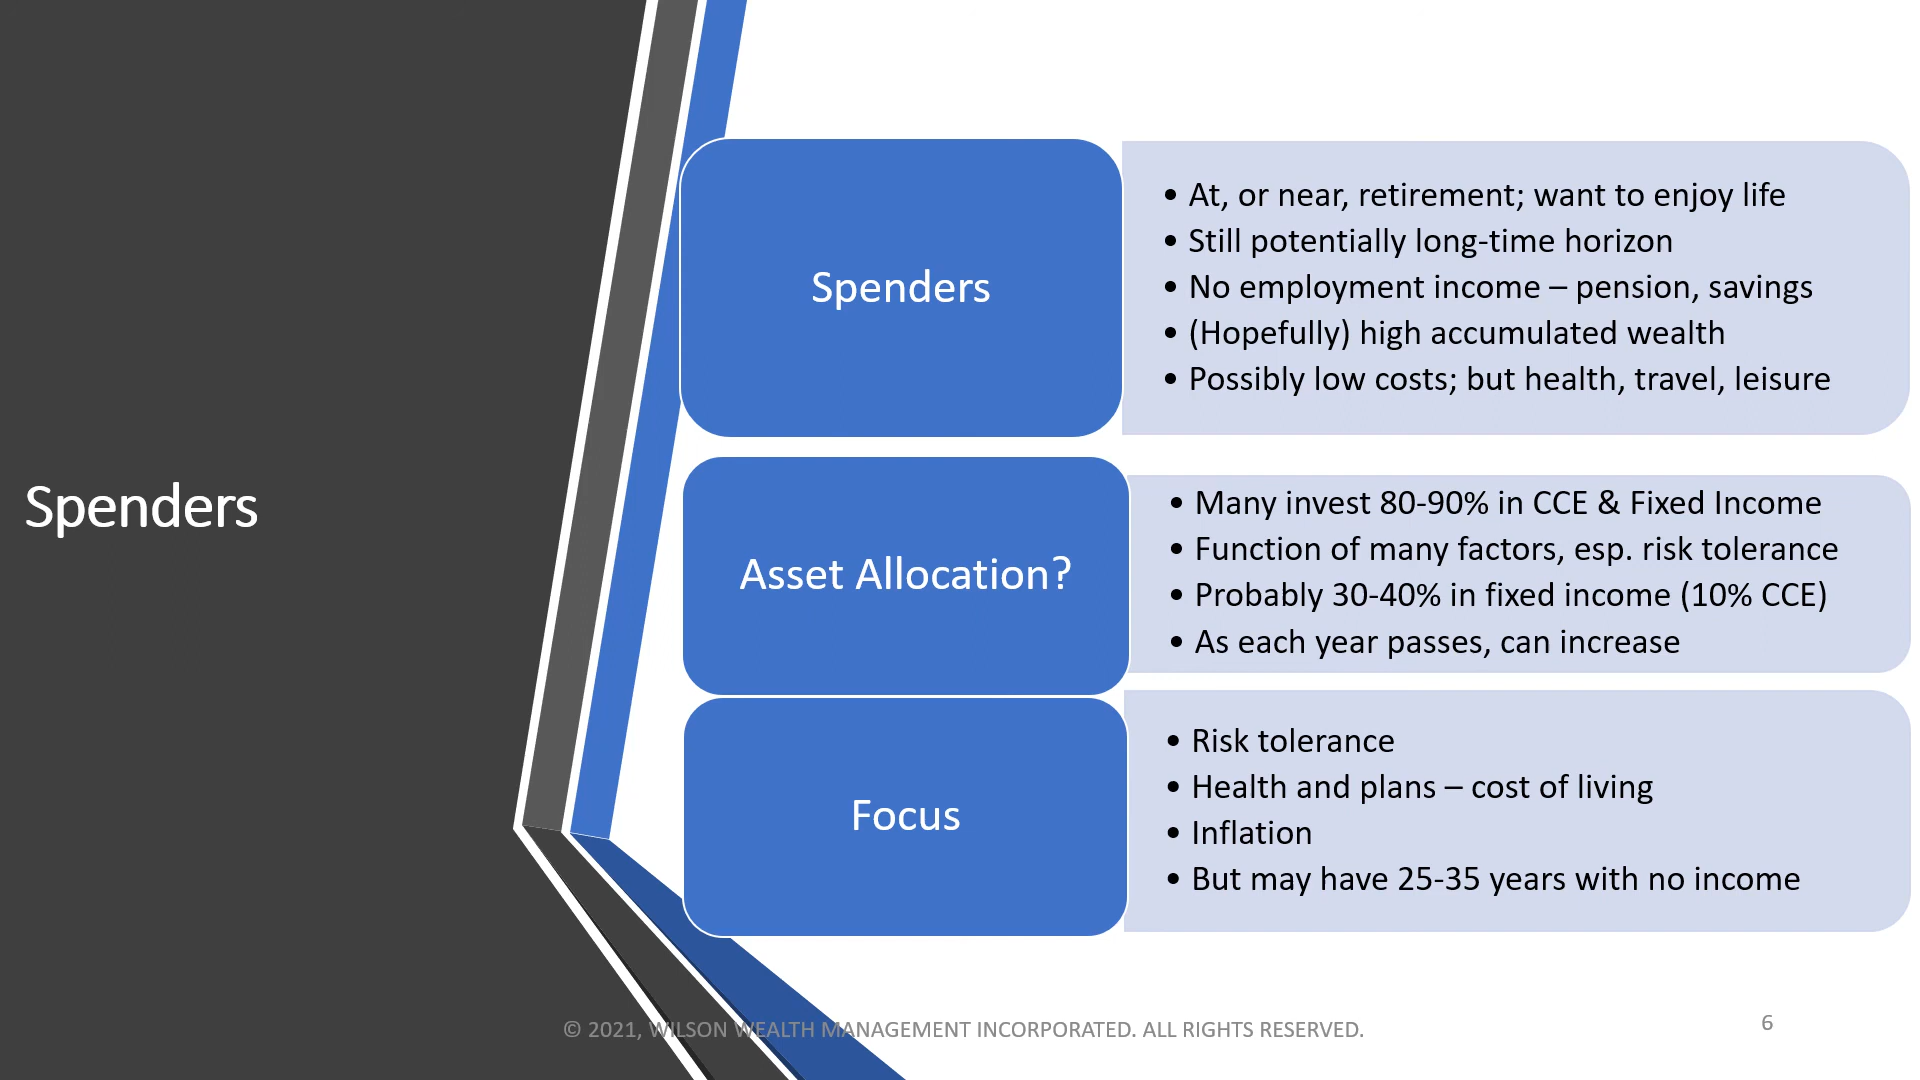 Spenders
Spenders
• At, or near, retirement; want to enjoy life
• Still potentially long-time horizon
• No employment income – pension, savings
• (Hopefully) high accumulated wealth
• Possibly low costs; but health, travel, leisure
Asset Allocation?
• Many invest 80-90% in CCE & Fixed Income
• Function of many factors, esp. risk tolerance
• Probably 30-40% in fixed income (10% CCE)
• As each year passes, can increase
Focus
• Risk tolerance
• Health and plans – cost of living
• Inflation
• But may have 25-35 years with no income
© 2021, WILSON WEALTH MANAGEMENT INCORPORATED. ALL RIGHTS RESERVED.
6